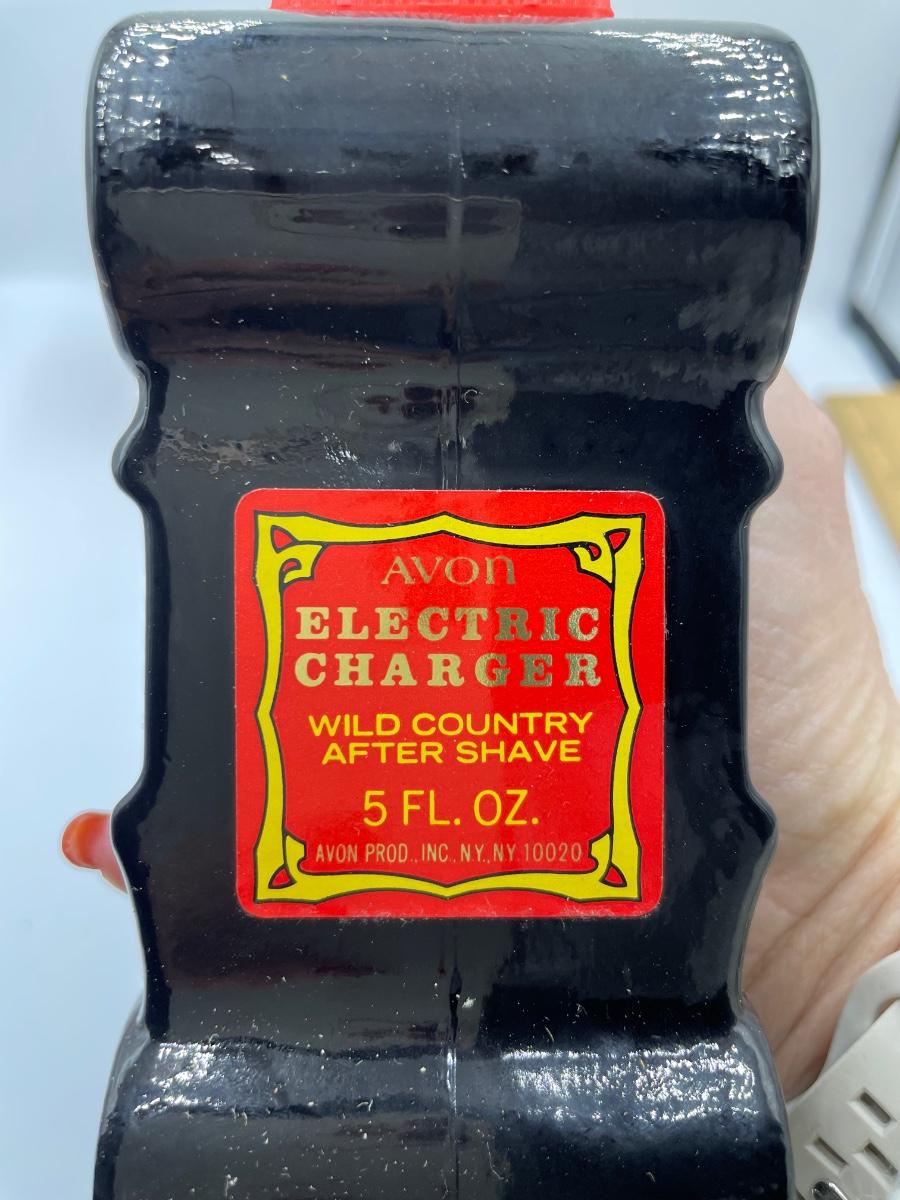 AVON
ELECTRIC
CHARGER
WILD COUNTRY
AFTER SHAVE
5 FL. OZ.
AVON PROD., INC., N.Y., N.Y. 10020